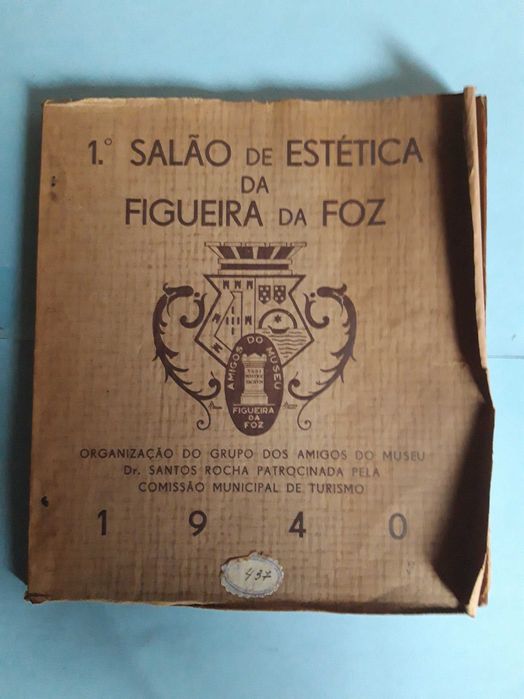 1.º SALÃO DE ESTÉTICA
DA
FIGUEIRA DA FOZ
AMIGOS DO MUSEU
FIGUEIRA
DA
FOZ
ORGANIZAÇÃO DO GRUPO DOS AMIGOS DO MUSEU
Dr. SANTOS ROCHA PATROCINADA PELA
COMISSÃO MUNICIPAL DE TURISMO
1 9 4 0
437